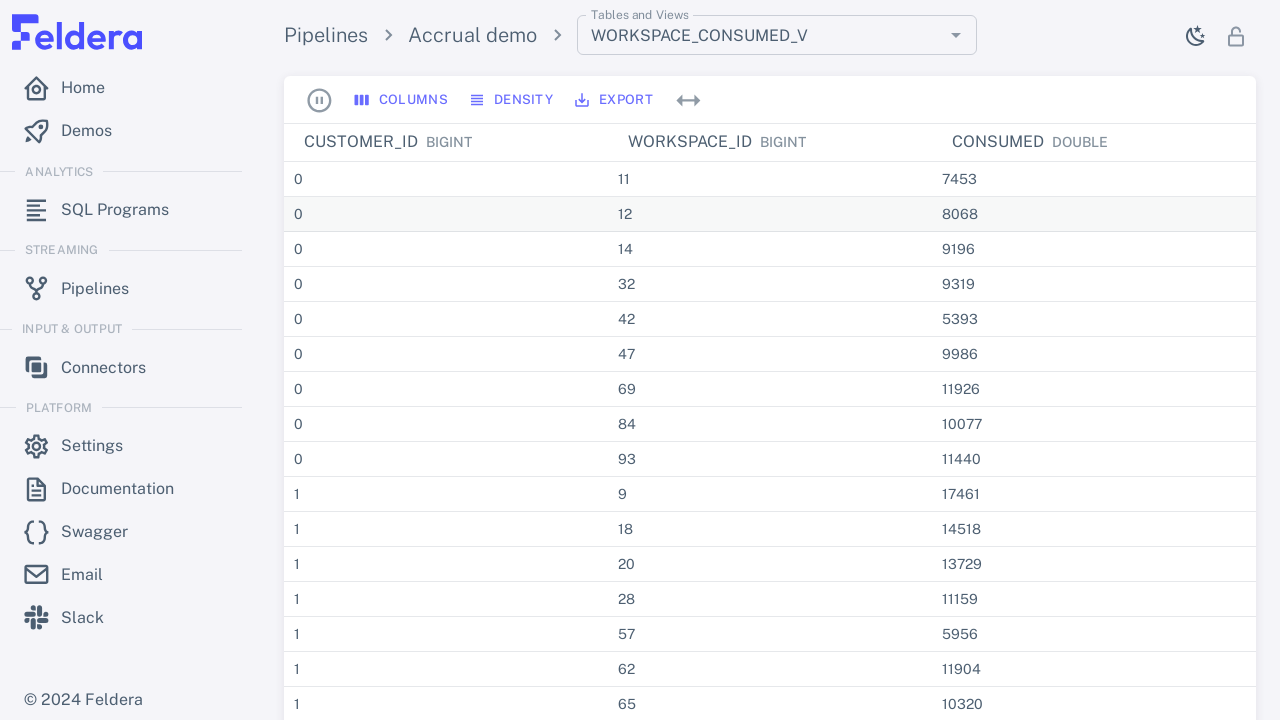 Feldera
Home
Demos
ANALYTICS
SQL Programs
STREAMING
Pipelines
INPUT & OUTPUT
Connectors
PLATFORM
Settings
Documentation
Swagger
Email
Slack
© 2024 Feldera
Pipelines > Accrual demo >
Tables and Views
WORKSPACE_CONSUMED_V
COLUMNS DENSITY EXPORT
CUSTOMER_ID BIGINT WORKSPACE_ID BIGINT CONSUMED DOUBLE
0 11 7453
0 12 8068
0 14 9196
0 32 9319
0 42 5393
0 47 9986
0 69 11926
0 84 10077
0 93 11440
1 9 17461
1 18 14518
1 20 13729
1 28 11159
1 57 5956
1 62 11904
1 65 10320